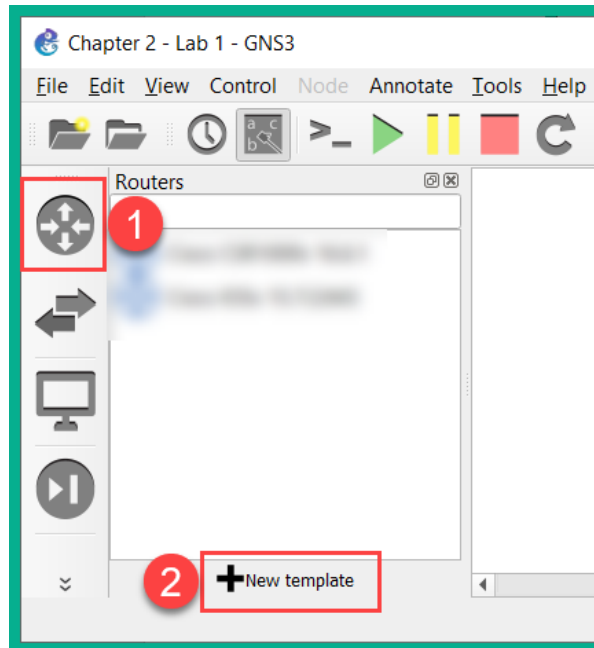 Chapter 2 - Lab 1 - GNS3
File Edit View Control Node Annotate Tools Help
a c
b
>_
Routers
1
2
New template